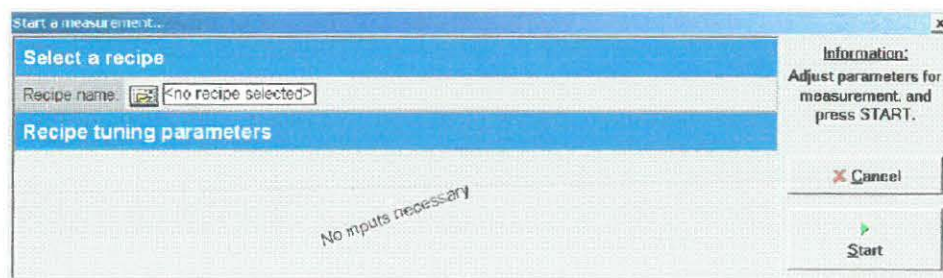 Start a measurement...
x
Select a recipe
Recipe name:
<no recipe selected>
Recipe tuning parameters
No inputs necessary
Information:
Adjust parameters for
measurement. and
press START.
Cancel
Start